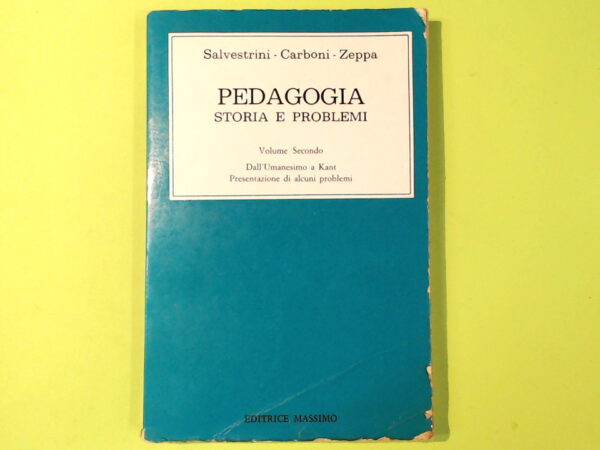 Salvestrini - Carboni - Zeppa
PEDAGOGIA
STORIA E PROBLEMI
Volume Secondo
Dall'Umanesimo a Kant
Presentazione di alcuni problemi
EDITRICE MASSIMO